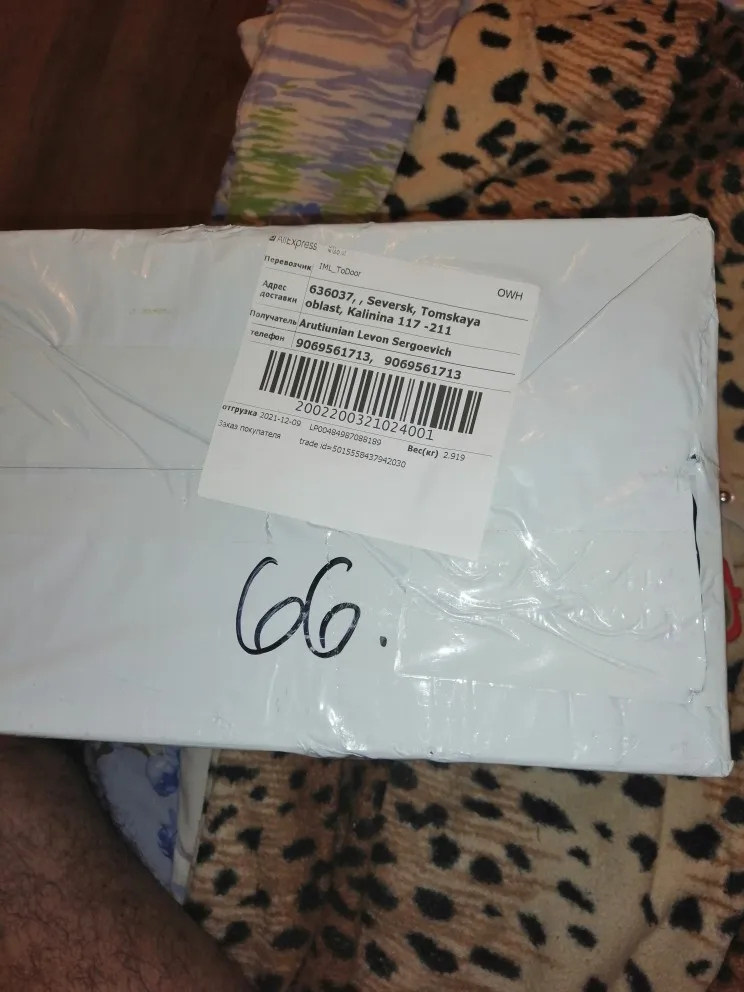 AliExpress
Перевозчик IML_ToDoor
OWH
Адрес доставки 636037, , Seversk, Tomskaya
oblast, Kalinina 117 -211
Получатель Arutiunian Levon Sergoevich
телефон 9069561713, 9069561713
2002200321024001
отгрузка 2021-12-09 LP00484987088189 Вес(кг) 2.919
Заказ покупателя trade id=5015558437942030
66.